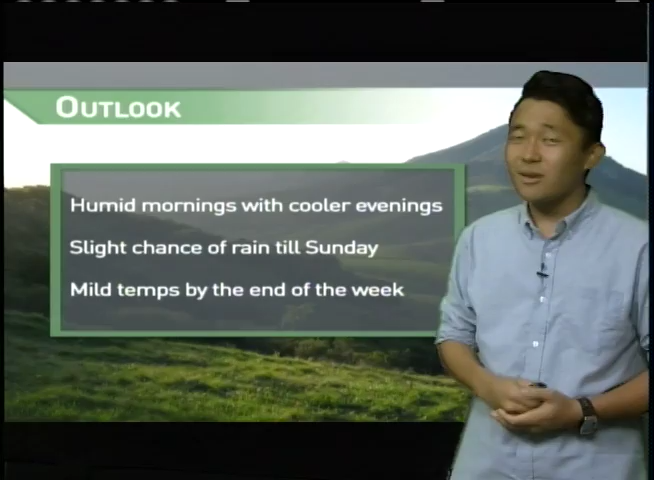 Outlook
Humid mornings with cooler evenings
Slight chance of rain till Sunday
Mild temps by the end of the week